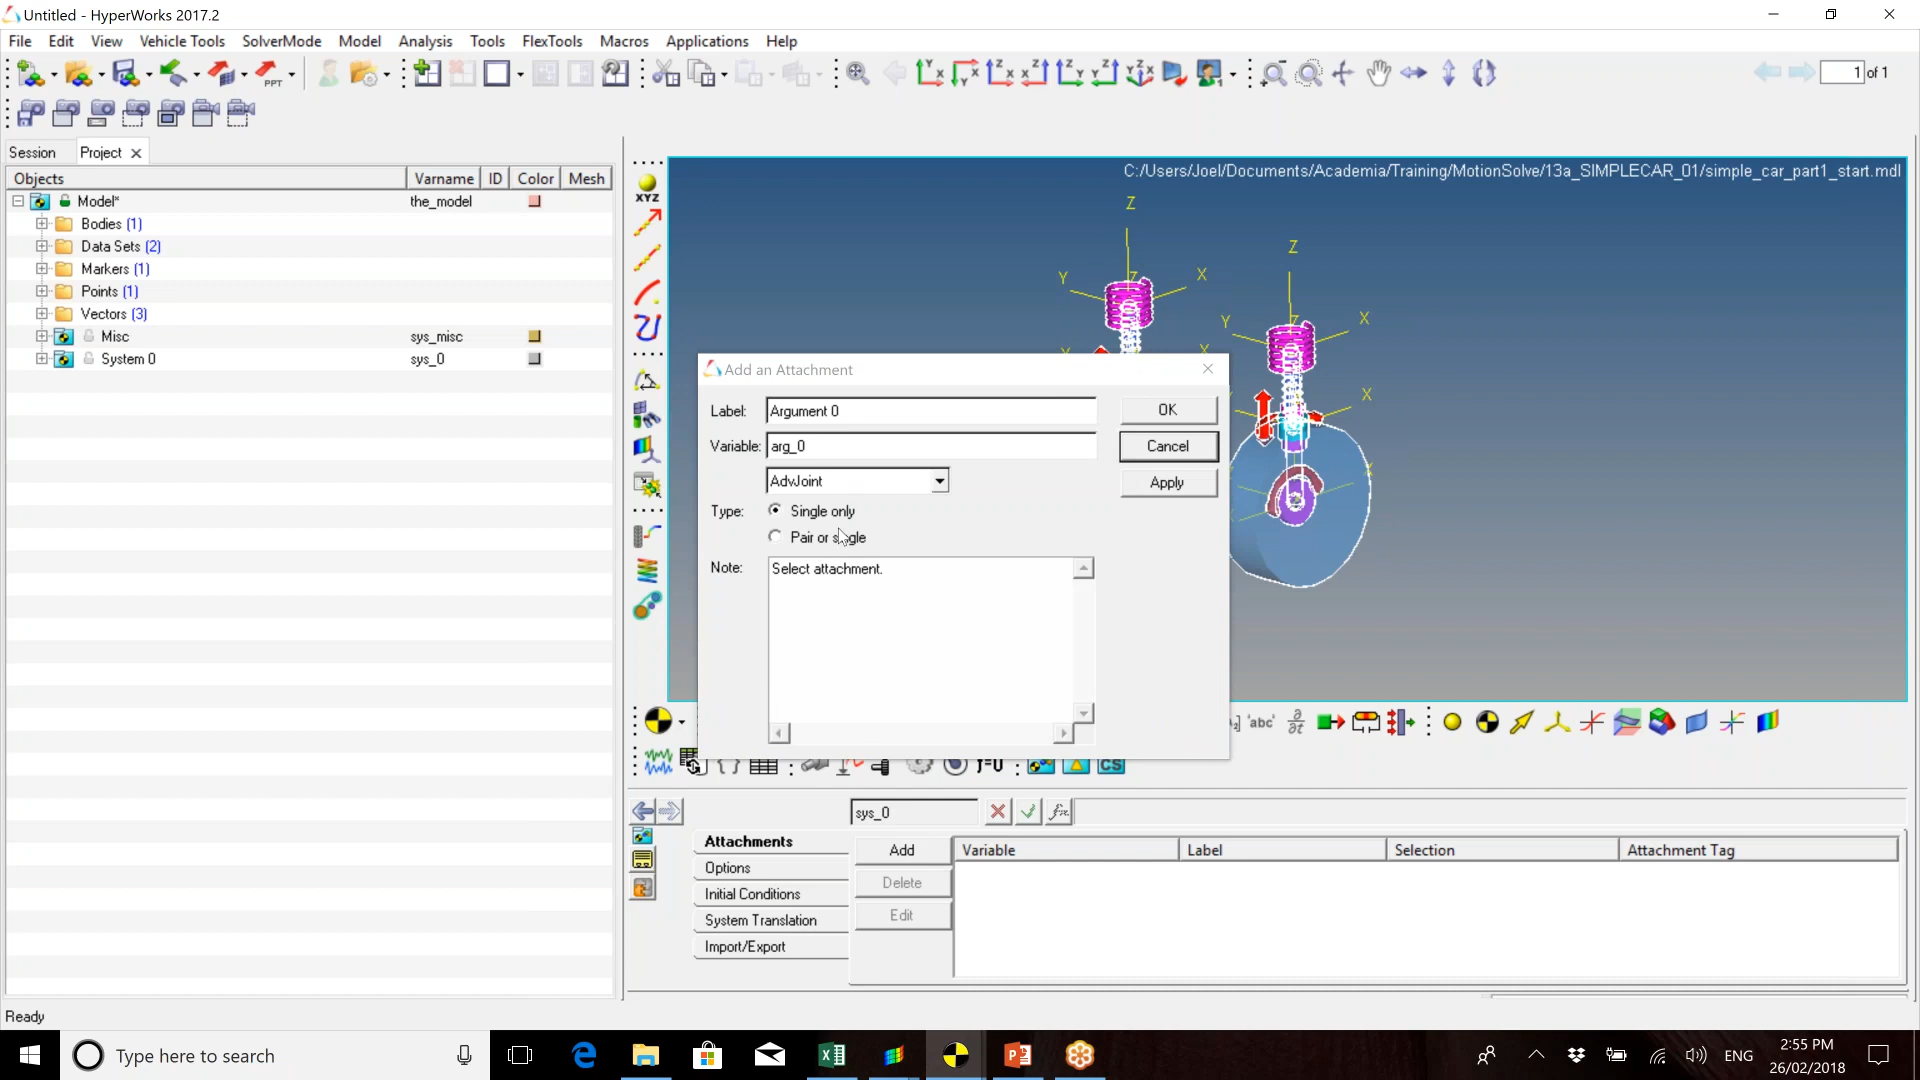 Untitled - HyperWorks 2017.2
File Edit View Vehicle Tools SolverMode Model Analysis Tools FlexTools Macros Applications Help
1 of 1
Session Project
Objects Varname ID Color Mesh
Model* the_model
Bodies (1)
Data Sets (2)
Markers (1)
Points (1)
Vectors (3)
Misc sys_misc
System 0 sys_0
XYZ
C:/Users/Joel/Documents/Academia/Training/MotionSolve/13a_SIMPLECAR_01/simple_car_part1_start.mdl
Z
Z
Y Z X
Y Z X
X
Add an Attachment
Label: Argument 0 OK
Variable: arg_0 Cancel
AdvJoint Apply
Type: Single only
Pair or single
Note: Select attachment.
'abc'
CS
sys_0
Attachments
Options
Initial Conditions
System Translation
Import/Export
Add
Delete
Edit
Variable Label Selection Attachment Tag
Ready
Type here to search
ENG
2:55 PM
26/02/2018